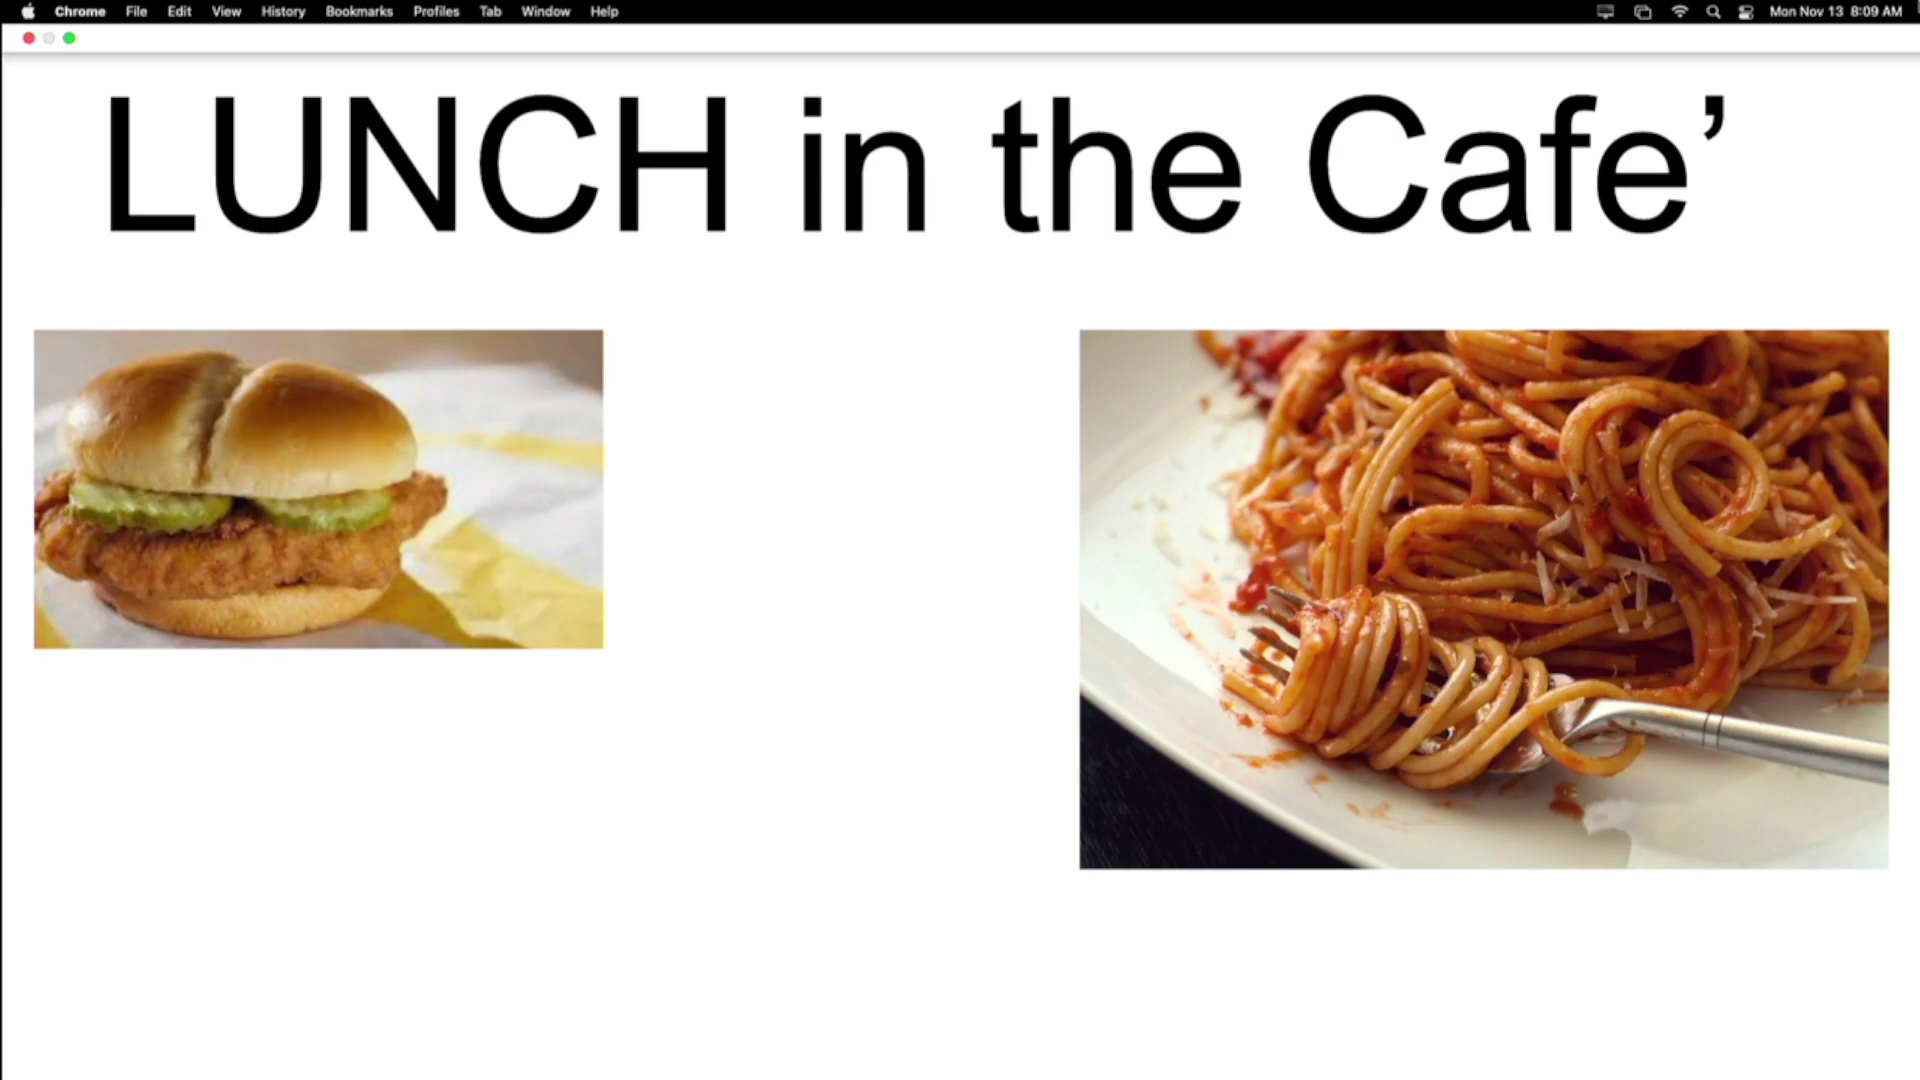 Chrome File Edit View History Bookmarks Profiles Tab Window Help Mon Nov 13 8:09 AM
LUNCH in the Cafe’